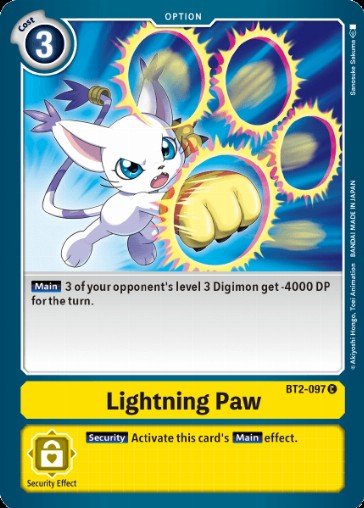 OPTION
Cost
3
Sanosuke Sakuma
Main 3 of your opponent's level 3 Digimon get -4000 DP
for the turn.
©Akiyoshi Hongo, Toei Animation BANDAI MADE IN JAPAN
BT2-097 C
Lightning Paw
Security Activate this card's Main effect.
Security Effect